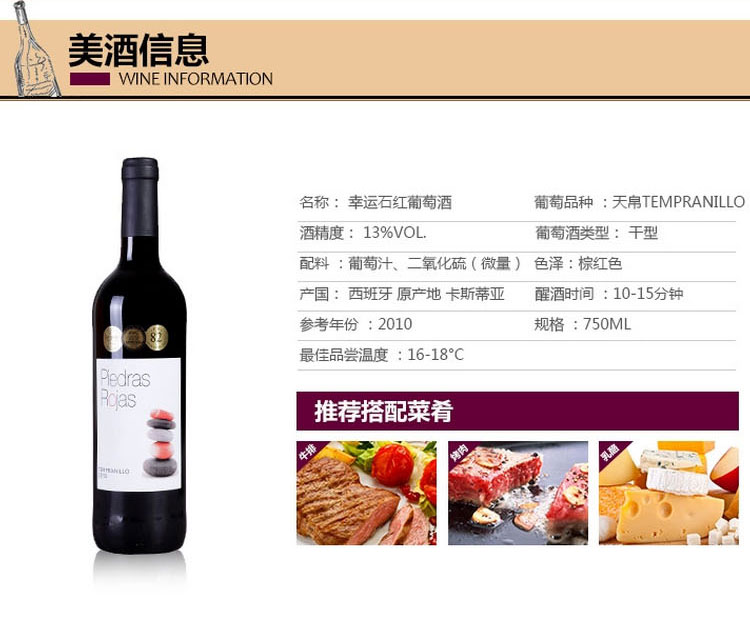 美酒信息
WINE INFORMATION
名称： 幸运石红葡萄酒
葡萄品种 ：天帛TEMPRANILLO
酒精度： 13%VOL.
葡萄酒类型： 干型
配料 ：葡萄汁、二氧化硫（微量）
色泽：棕红色
产国： 西班牙 原产地 卡斯蒂亚
醒酒时间 ：10-15分钟
参考年份 ：2010
规格 ：750ML
最佳品尝温度 ：16-18°C
82
Piedras
Rojas
TEMPRANILLO
推荐搭配菜肴
牛排
烤肉
乳酪